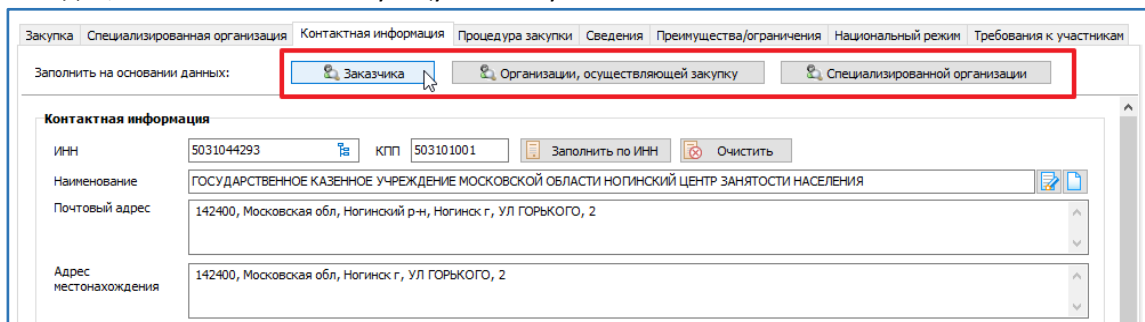 Закупка Специализированная организация Контактная информация Процедура закупки Сведения Преимущества/ограничения Национальный режим Требования к участникам
Заполнить на основании данных: Заказчика Организации, осуществляющей закупку Специализированной организации
Контактная информация
ИНН 5031044293 КПП 503101001 Заполнить по ИНН Очистить
Наименование ГОСУДАРСТВЕННОЕ КАЗЕННОЕ УЧРЕЖДЕНИЕ МОСКОВСКОЙ ОБЛАСТИ НОГИНСКИЙ ЦЕНТР ЗАНЯТОСТИ НАСЕЛЕНИЯ
Почтовый адрес 142400, Московская обл, Ногинский р-н, Ногинск г, УЛ ГОРЬКОГО, 2
Адрес местонахождения 142400, Московская обл, Ногинск г, УЛ ГОРЬКОГО, 2